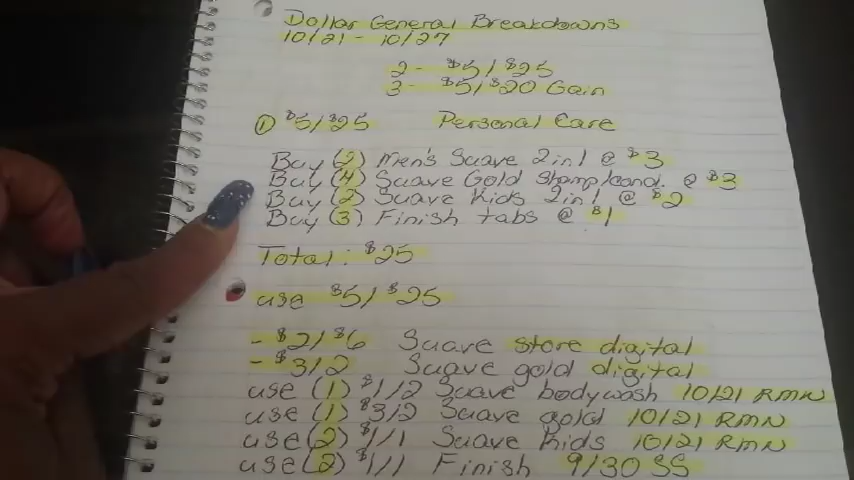 Dollar General Breakdowns
10/21 - 10/27
2 - $5/$25
3 - $5/$20 Gain
① $5/$25 Personal Care
Buy (2) Men's Suave 2in1 @ $3
Buy (4) Suave Gold Shamp/cond. @ $3
Buy (2) Suave Kids 2in1 @ $2
Buy (3) Finish tabs @ $1
Total: $25
use $5/$25
- $2/$6 Suave store digital
- $3/2 Suave gold digital
use (1) $1/2 Suave bodywash 10/21 RMN
use (1) $3/2 Suave gold 10/21 RMN
use (2) $1/1 Suave Kids 10/21 RMN
use (2) $1/1 Finish 9/30 SS